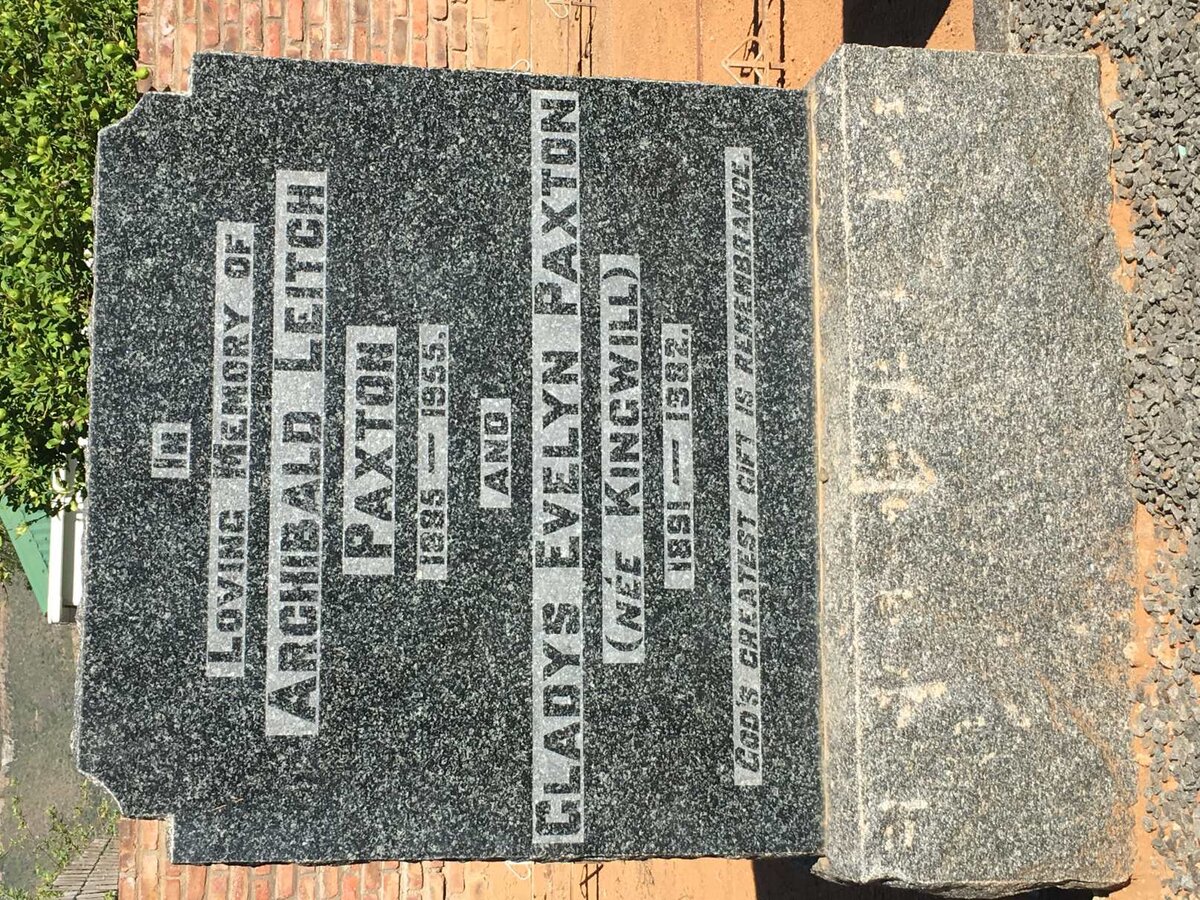 IN
LOVING MEMORY OF
ARCHIBALD LEITCH
PAXTON
1885 — 1955.
AND
GLADYS EVELYN PAXTON
(NÉE KINGWILL)
1891 — 1982.
GOD'S GREATEST GIFT IS REMEMBRANCE.